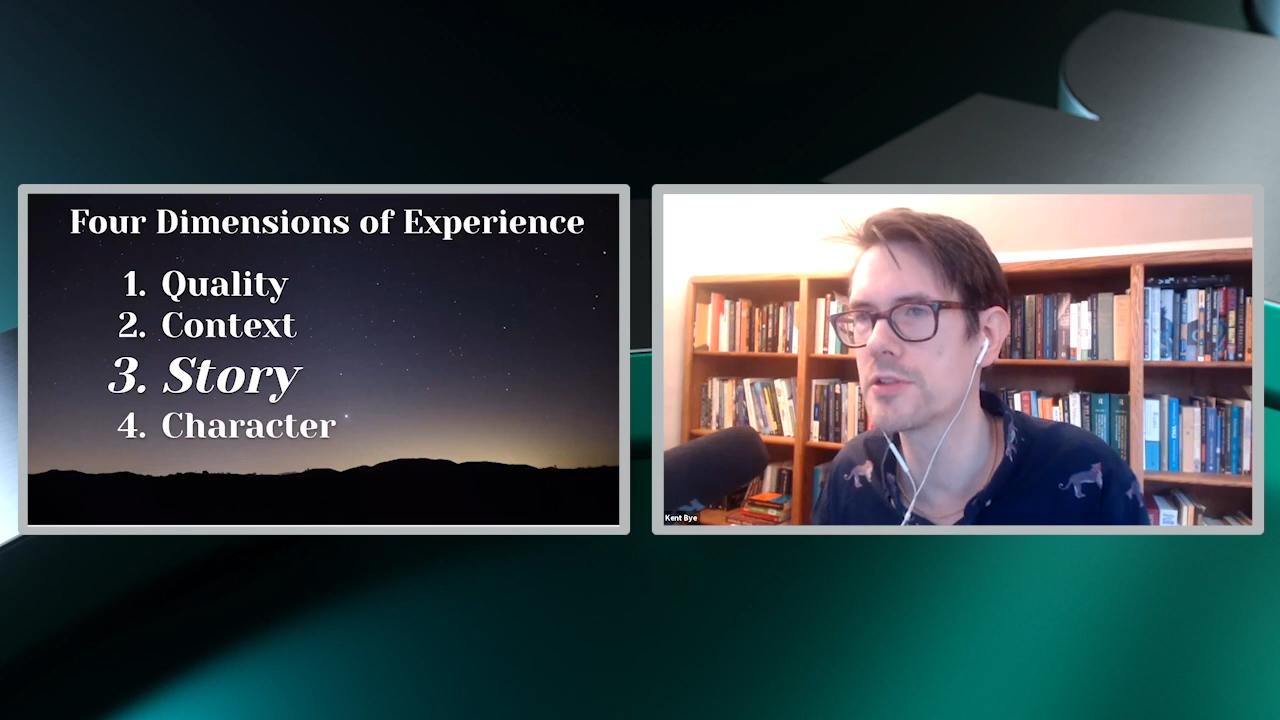 Four Dimensions of Experience
1. Quality
2. Context
3. Story
4. Character
Kent Bye